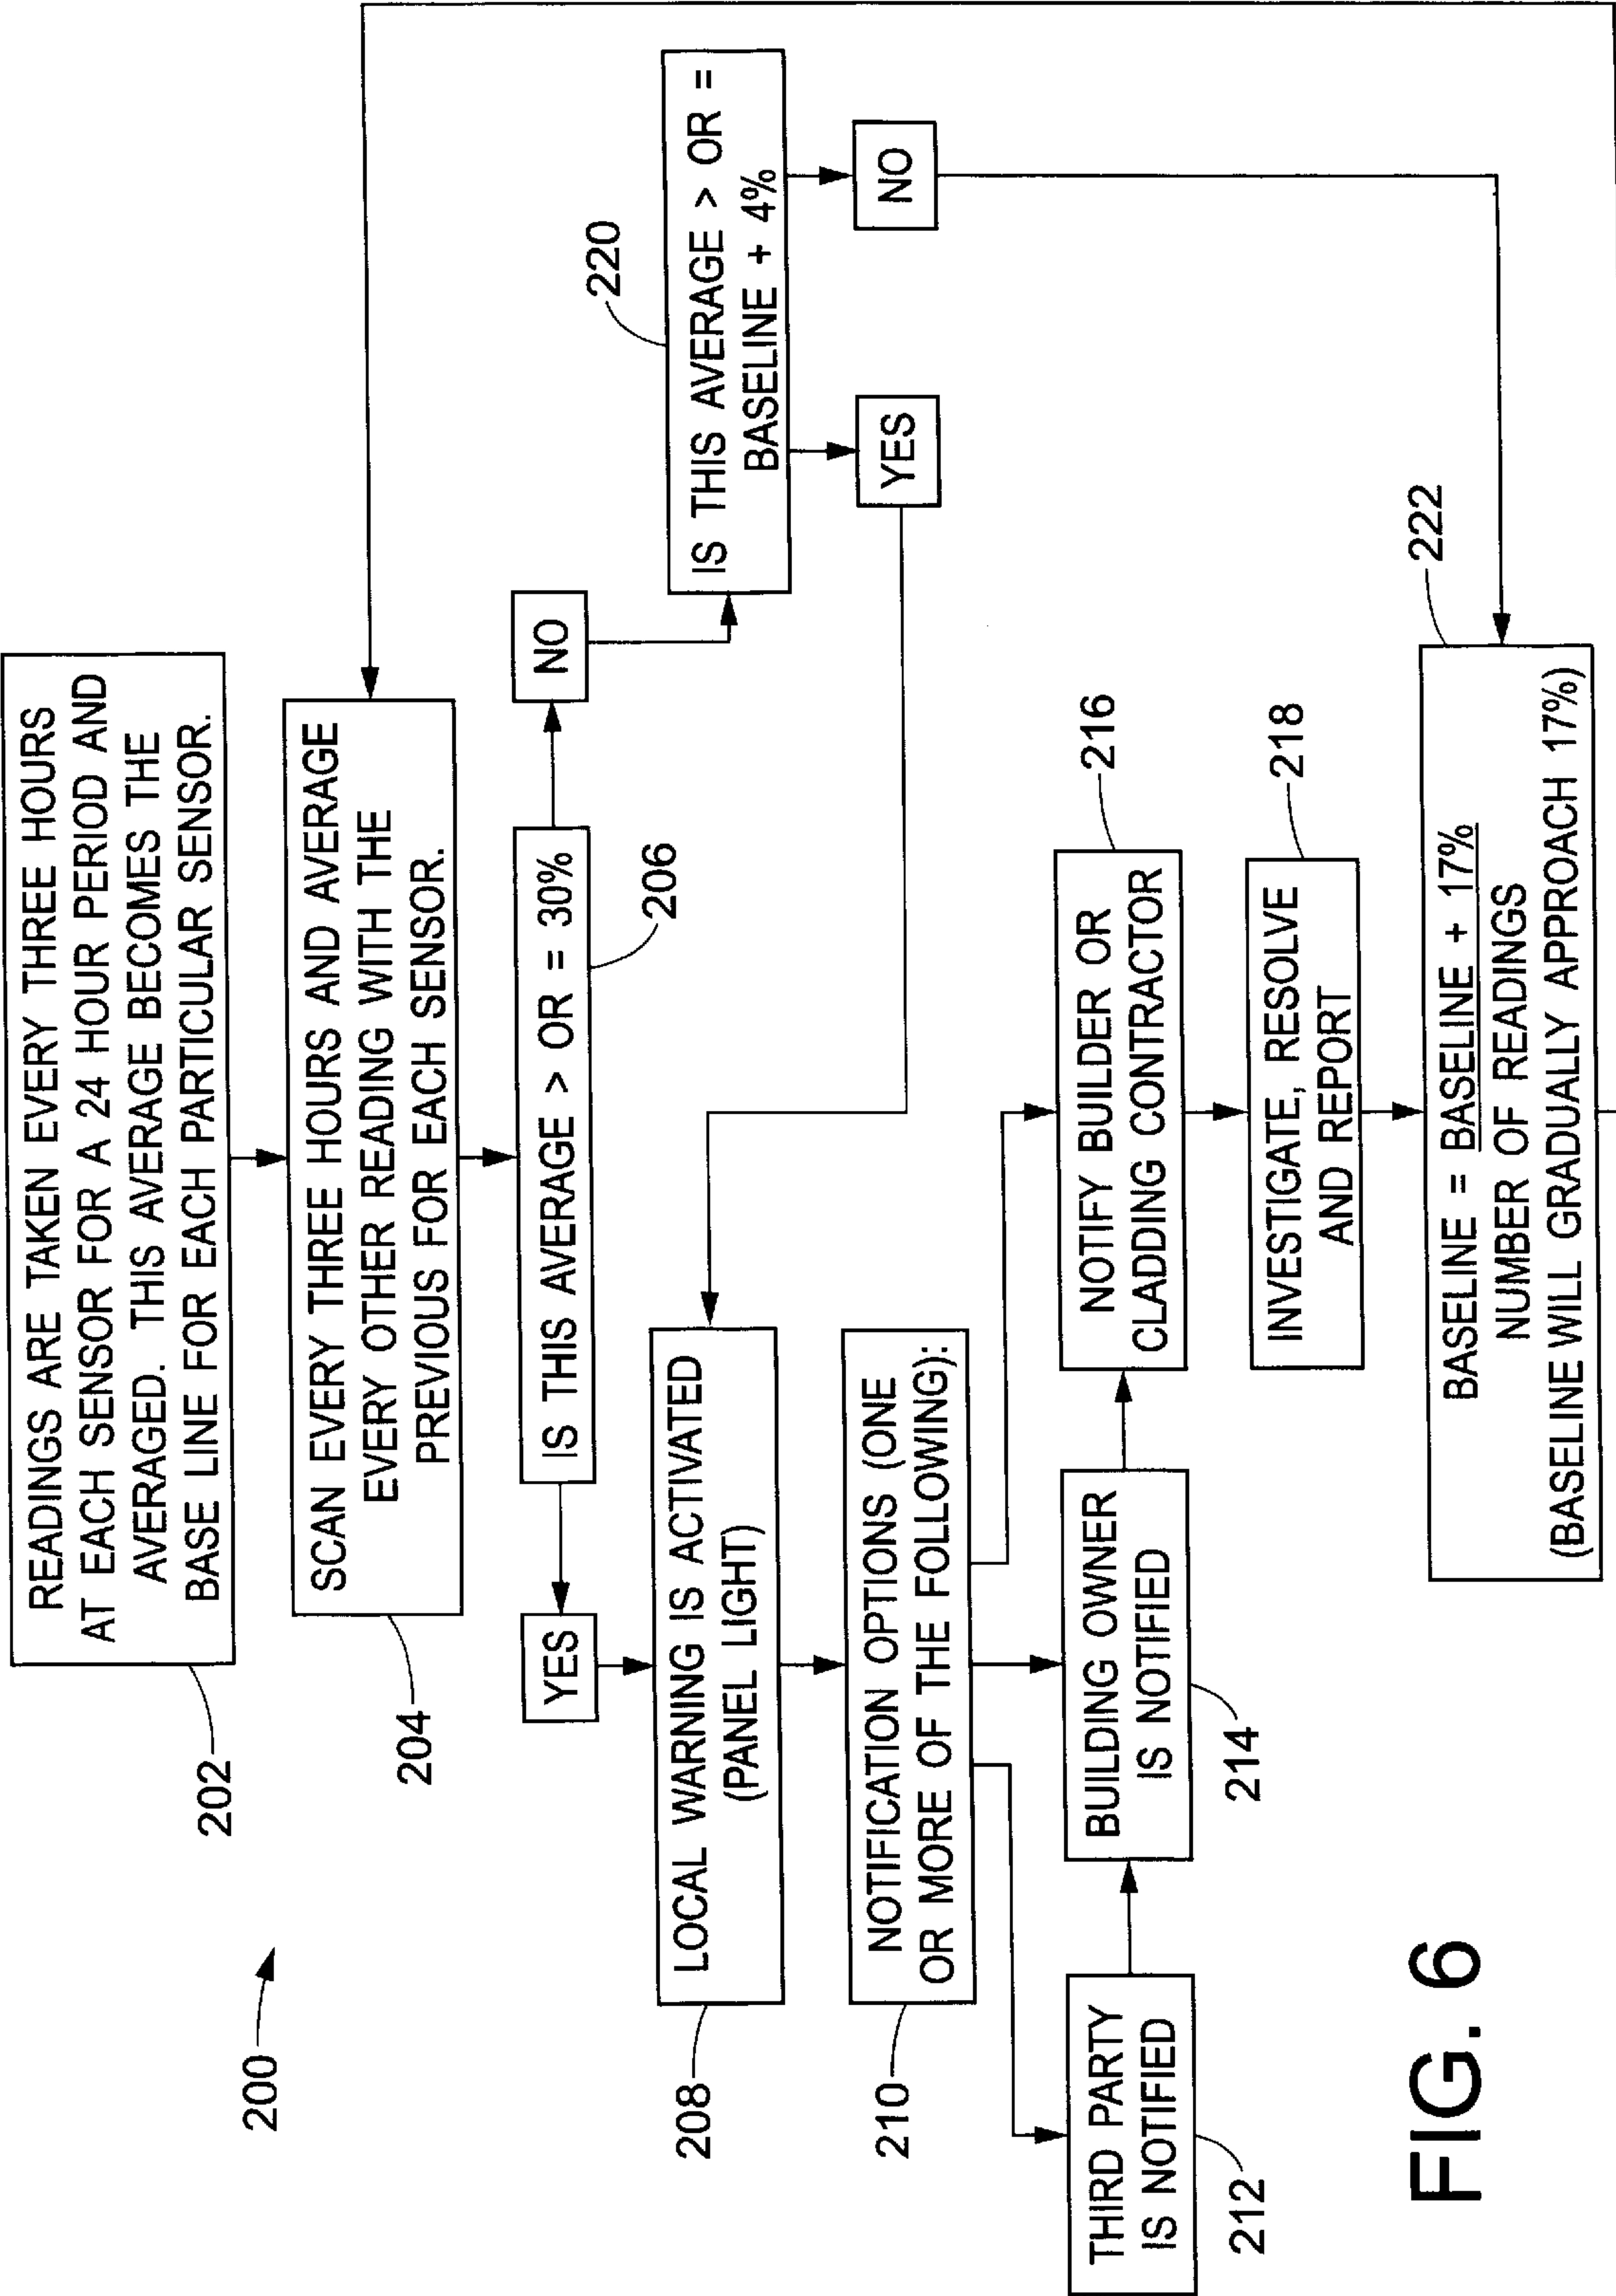 200
READINGS ARE TAKEN EVERY THREE HOURS
AT EACH SENSOR FOR A 24 HOUR PERIOD AND
AVERAGED. THIS AVERAGE BECOMES THE
BASE LINE FOR EACH PARTICULAR SENSOR.
202
SCAN EVERY THREE HOURS AND AVERAGE
EVERY OTHER READING WITH THE
PREVIOUS FOR EACH SENSOR.
204
YES
IS THIS AVERAGE > OR = 30%
NO
206
220
IS THIS AVERAGE > OR =
BASELINE + 4%
YES
NO
LOCAL WARNING IS ACTIVATED
(PANEL LIGHT)
208
NOTIFICATION OPTIONS (ONE
OR MORE OF THE FOLLOWING):
210
THIRD PARTY
IS NOTIFIED
212
BUILDING OWNER
IS NOTIFIED
214
NOTIFY BUILDER OR
CLADDING CONTRACTOR
216
INVESTIGATE, RESOLVE
AND REPORT
218
222
BASELINE = BASELINE + 17%
NUMBER OF READINGS
(BASELINE WILL GRADUALLY APPROACH 17%)
FIG. 6